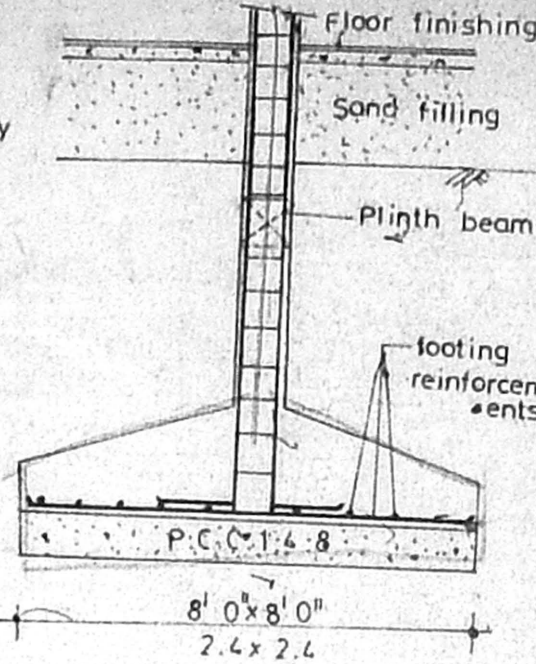 Floor finishing
y
Sand filling
Plinth beam
footing
reinforcem
ents
P.C.C. 1 4 8
8' 0" x 8' 0"
2.4 x 2.4